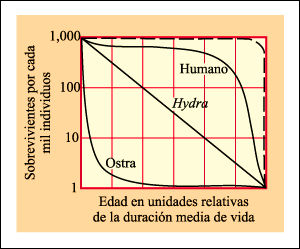 Sobrevivientes por cada
mil individuos
1,000
100
10
1
Humano
Hydra
Ostra
Edad en unidades relativas
de la duración media de vida